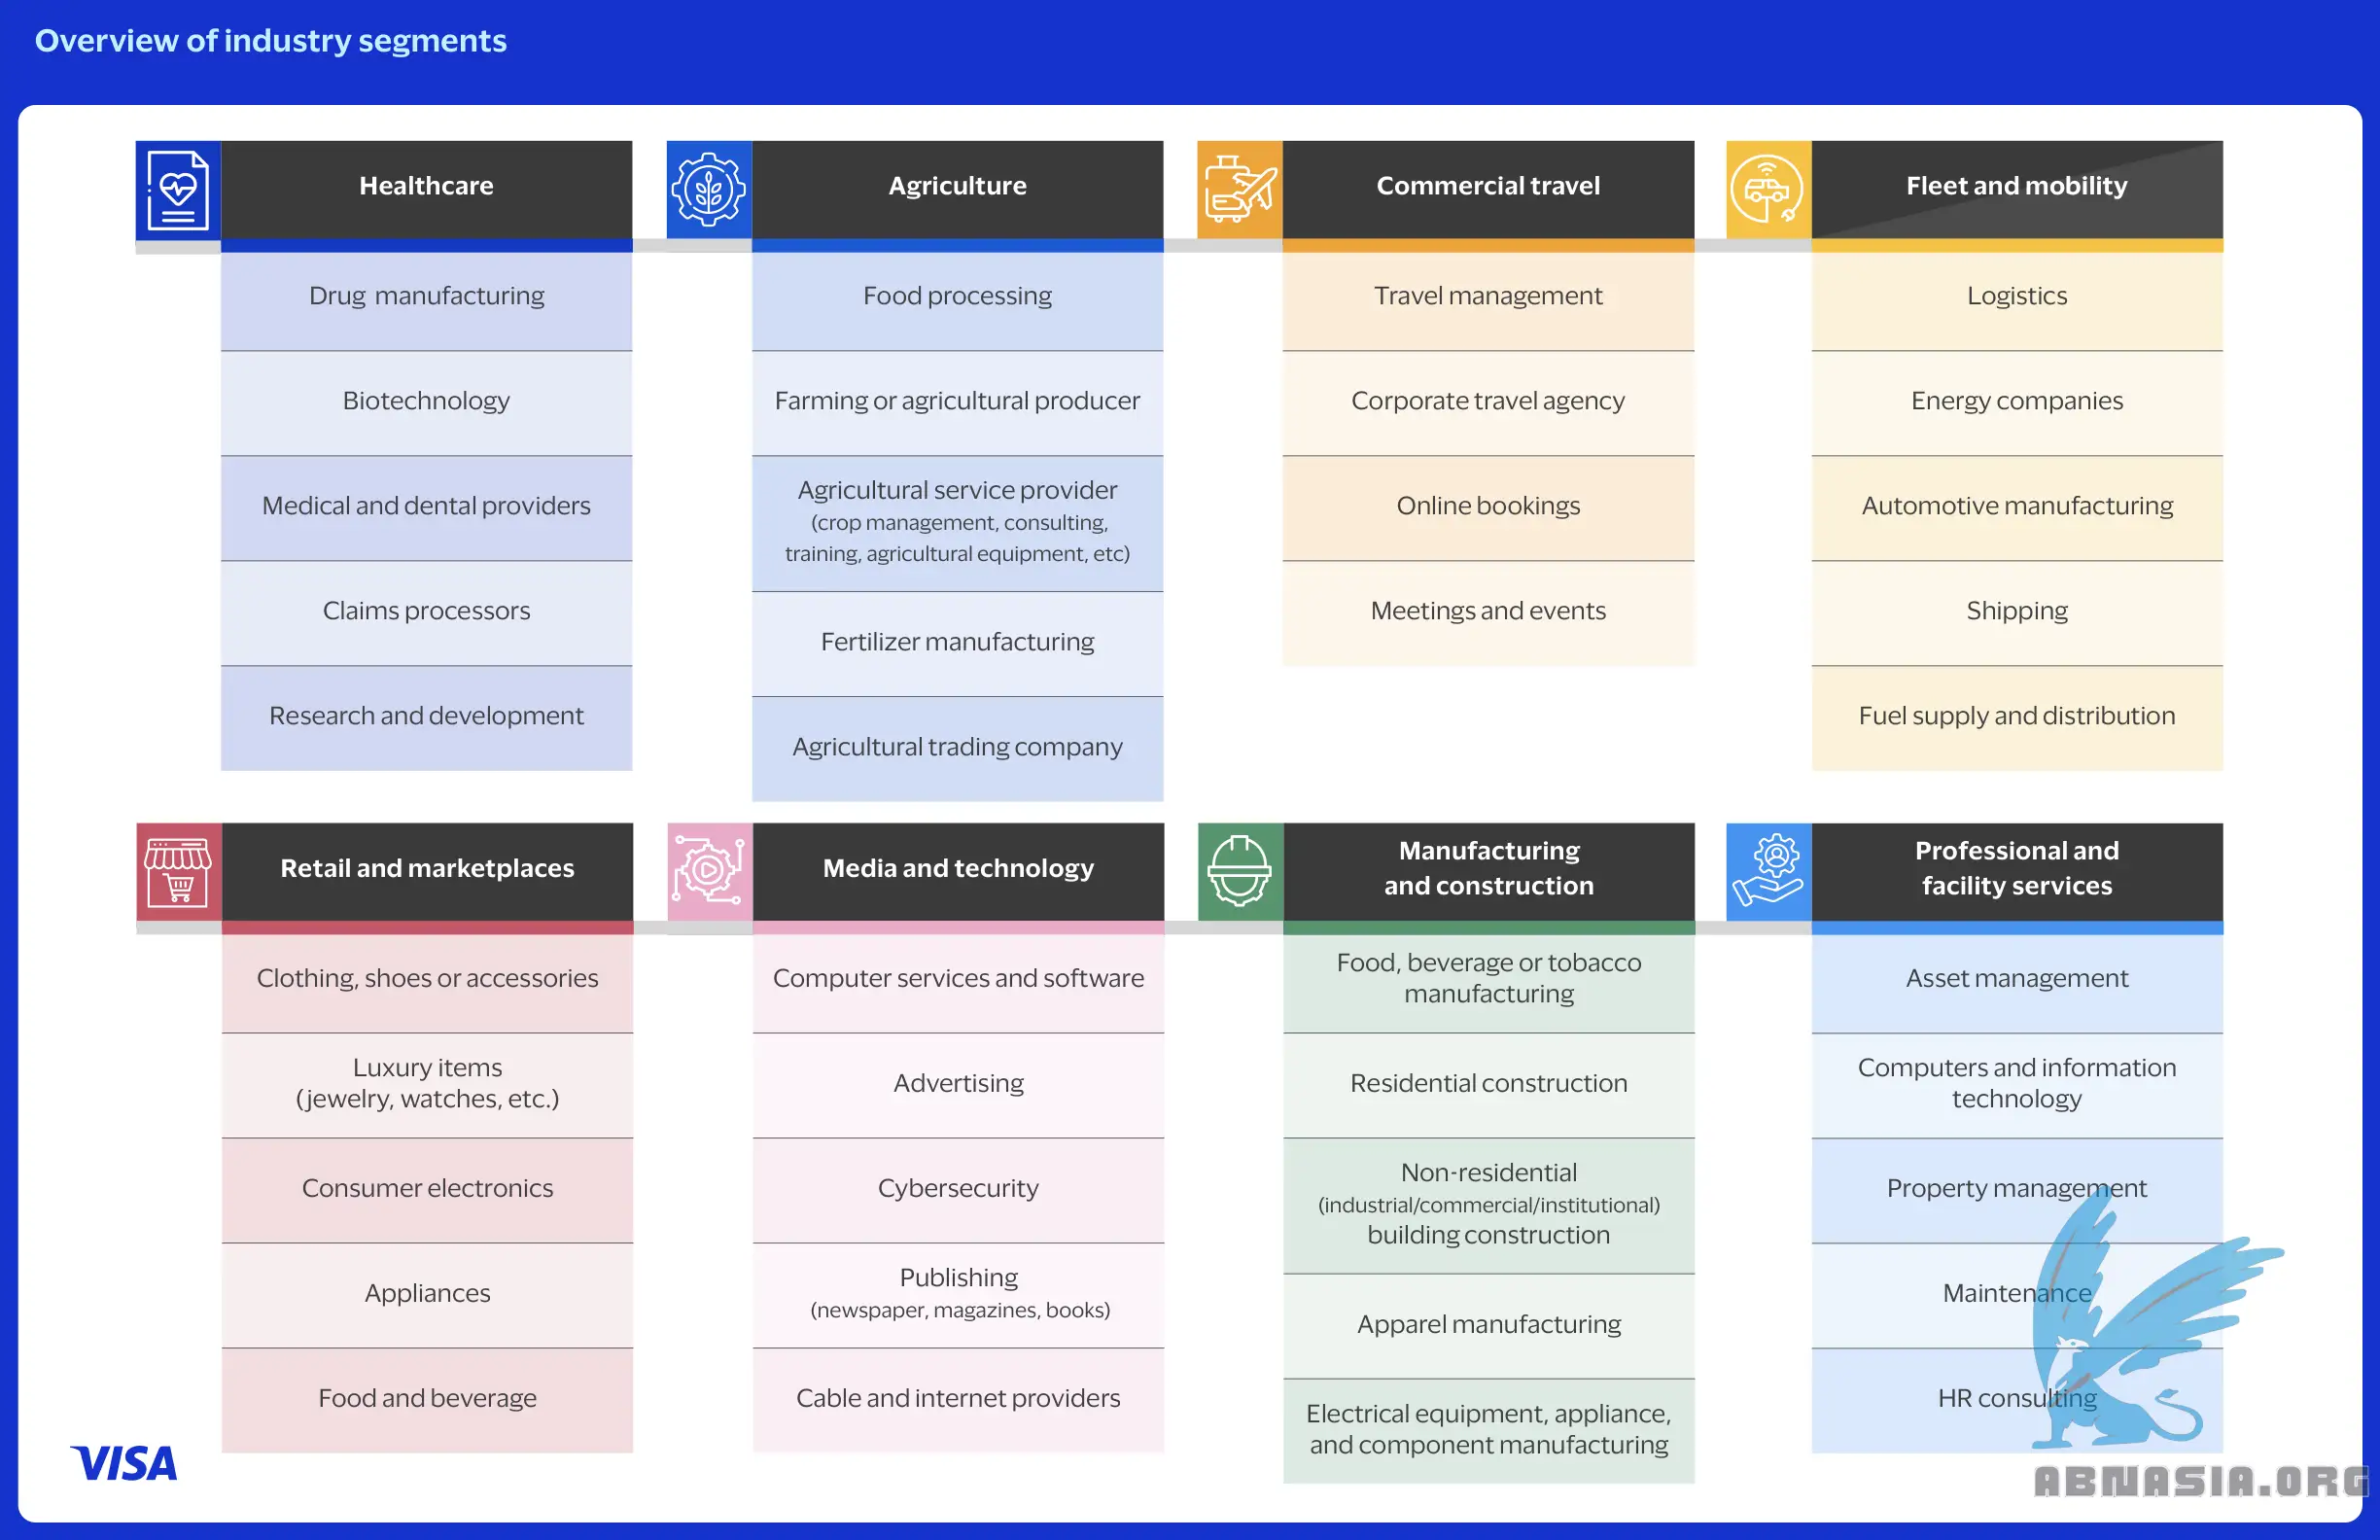 Overview of industry segments
Healthcare
Drug manufacturing
Biotechnology
Medical and dental providers
Claims processors
Research and development
Agriculture
Food processing
Farming or agricultural producer
Agricultural service provider
(crop management, consulting,
training, agricultural equipment, etc)
Fertilizer manufacturing
Agricultural trading company
Commercial travel
Travel management
Corporate travel agency
Online bookings
Meetings and events
Fleet and mobility
Logistics
Energy companies
Automotive manufacturing
Shipping
Fuel supply and distribution
Retail and marketplaces
Clothing, shoes or accessories
Luxury items
(jewelry, watches, etc.)
Consumer electronics
Appliances
Food and beverage
Media and technology
Computer services and software
Advertising
Cybersecurity
Publishing
(newspaper, magazines, books)
Cable and internet providers
Manufacturing
and construction
Food, beverage or tobacco
manufacturing
Residential construction
Non-residential
(industrial/commercial/institutional)
building construction
Apparel manufacturing
Electrical equipment, appliance,
and component manufacturing
Professional and
facility services
Asset management
Computers and information
technology
Property management
Maintenance
HR consulting
VISA
ABNASIA.ORG